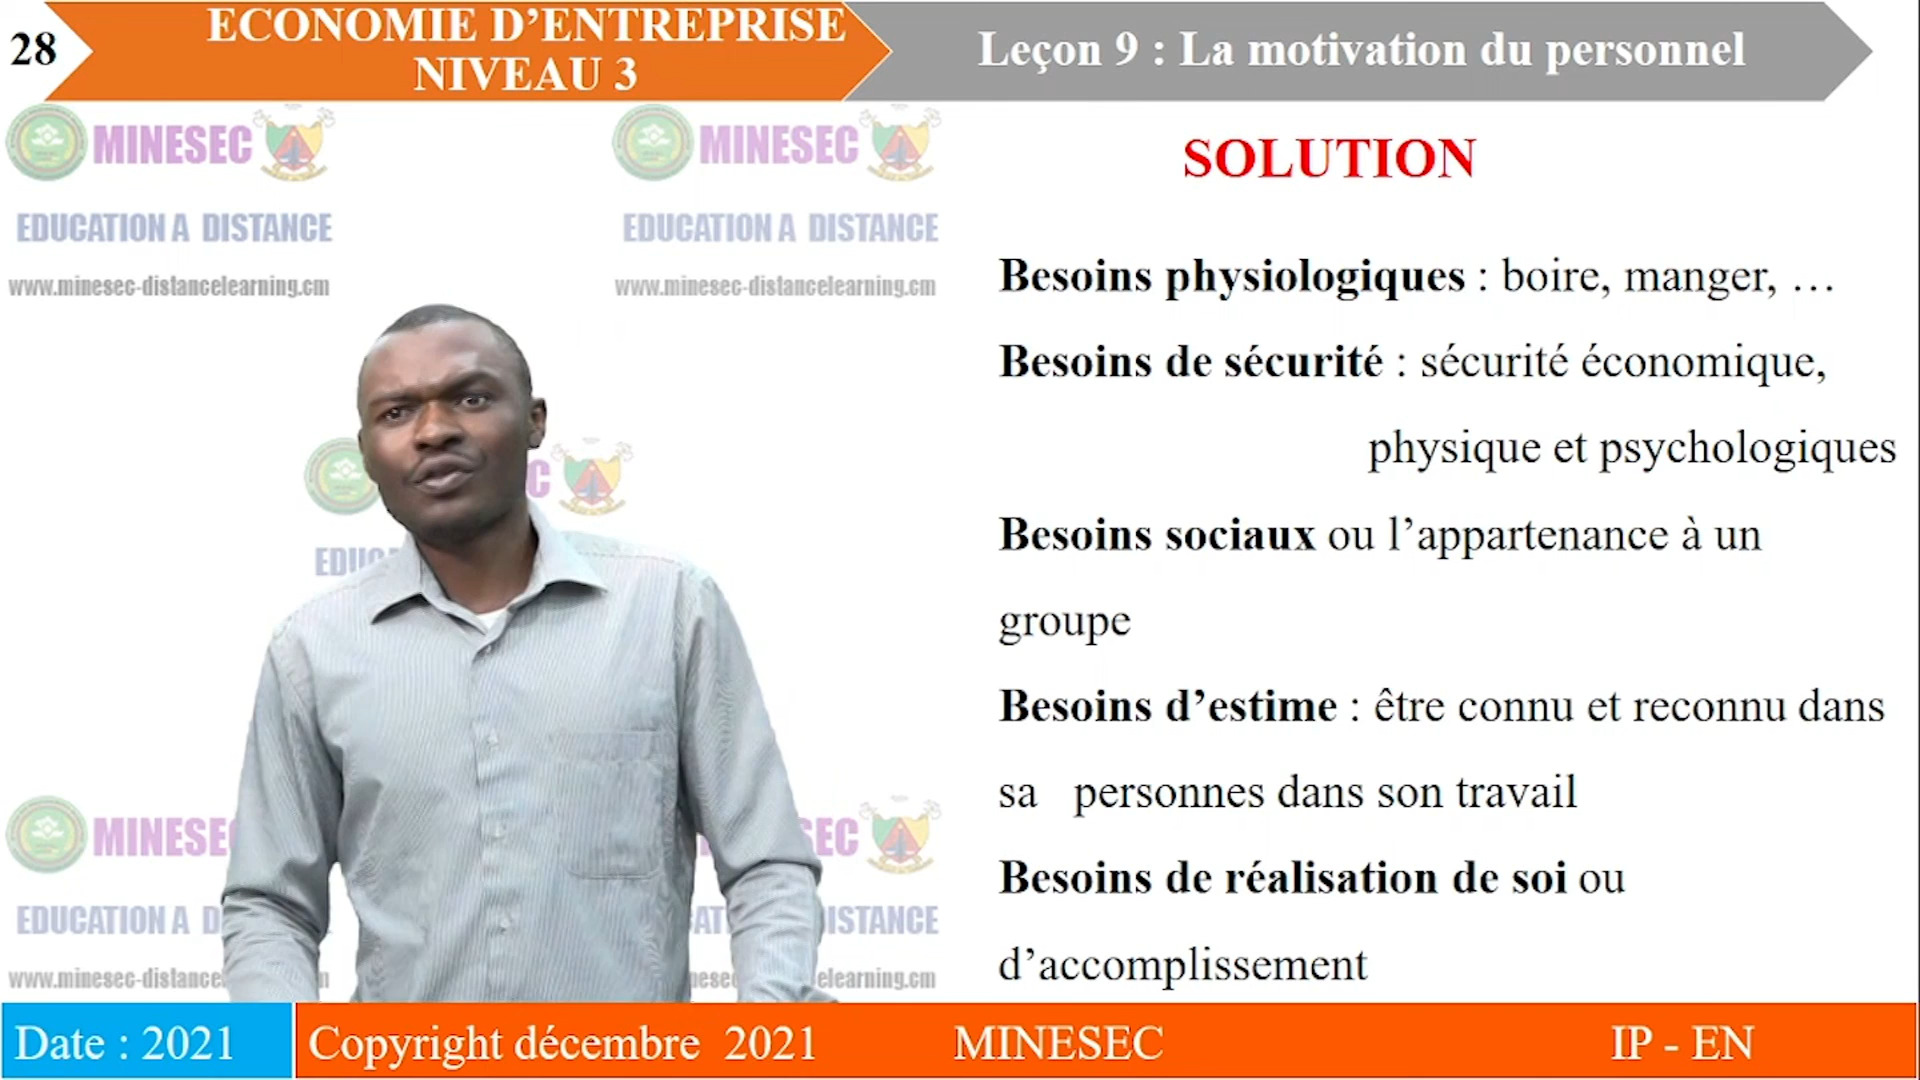 28
ECONOMIE D’ENTREPRISE
NIVEAU 3
Leçon 9 : La motivation du personnel
MINESEC
EDUCATION A DISTANCE
www.minesec-distancelearning.cm
MINESEC
EDUCATION A DISTANCE
www.minesec-distancelearning.cm
SOLUTION
Besoins physiologiques : boire, manger, …
Besoins de sécurité : sécurité économique,
physique et psychologiques
Besoins sociaux ou l’appartenance à un
groupe
Besoins d’estime : être connu et reconnu dans
sa personnes dans son travail
Besoins de réalisation de soi ou
d’accomplissement
Date : 2021
Copyright décembre 2021
MINESEC
IP - EN